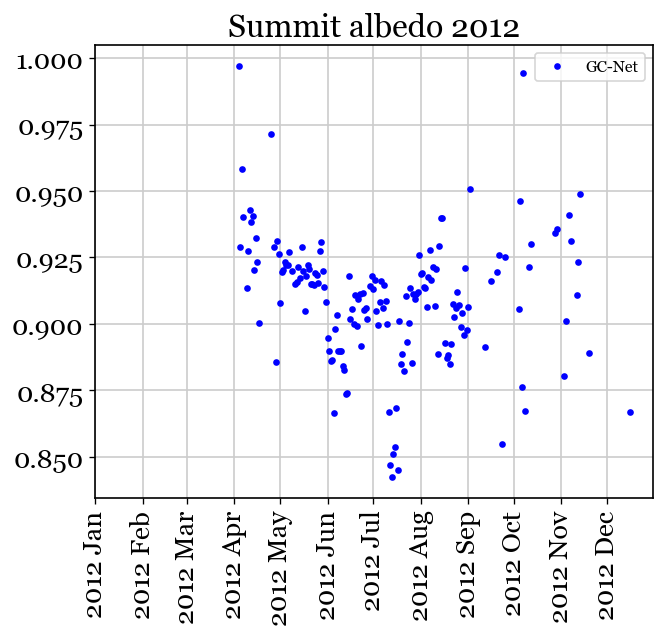 Summit albedo 2012
GC-Net
1.000
0.975
0.950
0.925
0.900
0.875
0.850
2012 Jan
2012 Feb
2012 Mar
2012 Apr
2012 May
2012 Jun
2012 Jul
2012 Aug
2012 Sep
2012 Oct
2012 Nov
2012 Dec